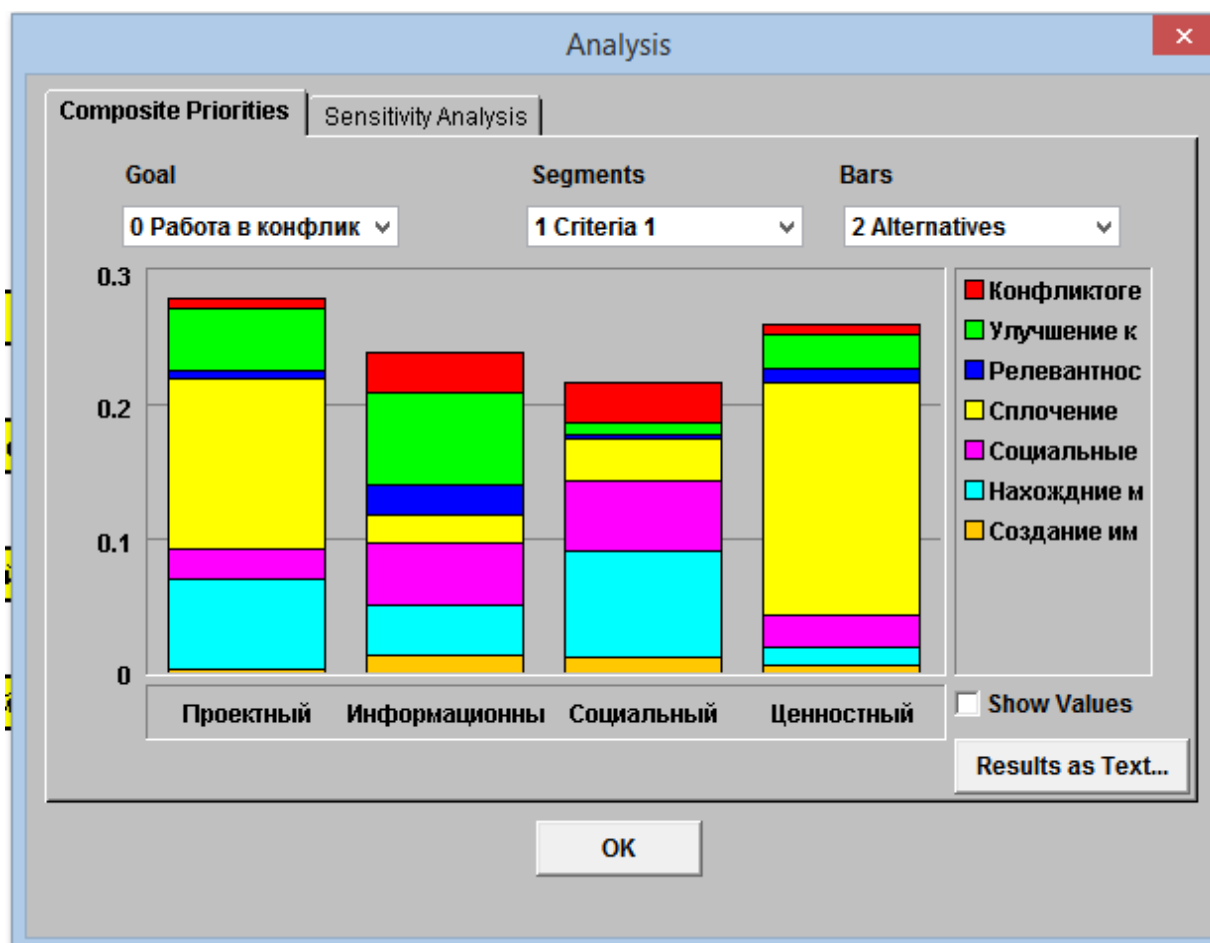 Analysis
Composite Priorities
Sensitivity Analysis
Goal
Segments
Bars
0 Работа в конфлик
1 Criteria 1
2 Alternatives
0.3
0.2
0.1
0
Конфликтоге
Улучшение к
Релевантнос
Сплочение
Социальные
Нахождние м
Создание им
Проектный
Информационны
Социальный
Ценностный
Show Values
Results as Text...
OK